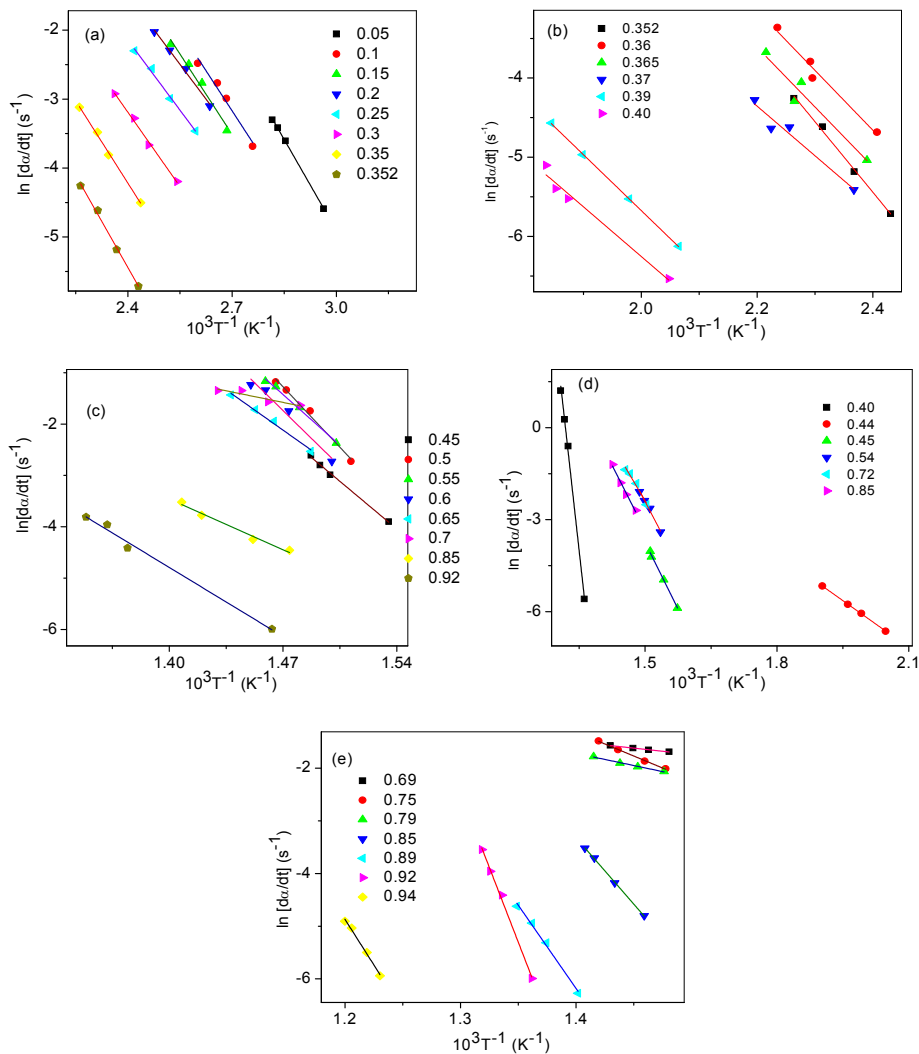 (a)
0.05
0.1
0.15
0.2
0.25
0.3
0.35
0.352
-2
-3
-4
-5
2.4 2.7 3.0
ln [dα/dt] (s⁻¹)
10³T⁻¹ (K⁻¹)
(b)
0.352
0.36
0.365
0.37
0.39
0.40
-4
-6
2.0 2.2 2.4
ln [dα/dt] (s⁻¹)
10³T⁻¹ (K⁻¹)
(c)
0.45
0.5
0.55
0.6
0.65
0.7
0.85
0.92
-2
-4
-6
1.40 1.47 1.54
ln[dα/dt] (s⁻¹)
10³T⁻¹ (K⁻¹)
(d)
0.40
0.44
0.45
0.54
0.72
0.85
0
-3
-6
1.5 1.8 2.1
ln [dα/dt] (s⁻¹)
10³T⁻¹ (K⁻¹)
(e)
0.69
0.75
0.79
0.85
0.89
0.92
0.94
-2
-4
-6
1.2 1.3 1.4
ln [dα/dt] (s⁻¹)
10³T⁻¹ (K⁻¹)